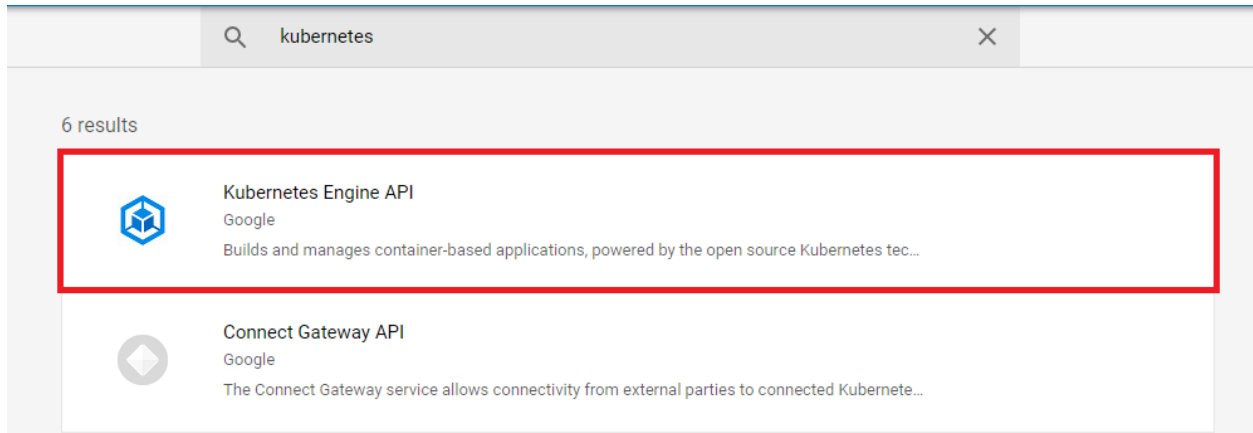 kubernetes
6 results
Kubernetes Engine API
Google
Builds and manages container-based applications, powered by the open source Kubernetes tec...
Connect Gateway API
Google
The Connect Gateway service allows connectivity from external parties to connected Kubernete...